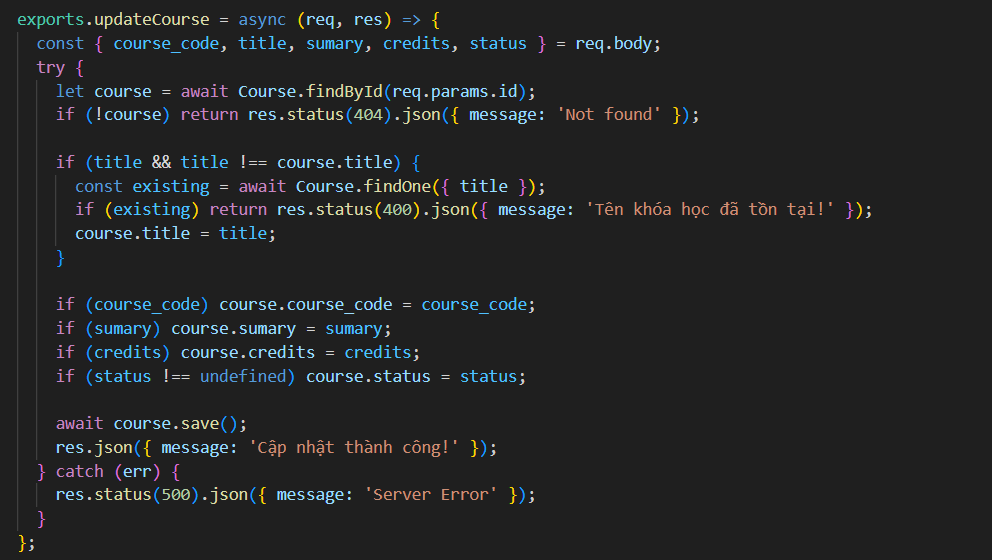 exports.updateCourse = async (req, res) => {
  const { course_code, title, sumary, credits, status } = req.body;
  try {
    let course = await Course.findById(req.params.id);
    if (!course) return res.status(404).json({ message: 'Not found' });

    if (title && title !== course.title) {
      const existing = await Course.findOne({ title });
      if (existing) return res.status(400).json({ message: 'Tên khóa học đã tồn tại!' });
      course.title = title;
    }

    if (course_code) course.course_code = course_code;
    if (sumary) course.sumary = sumary;
    if (credits) course.credits = credits;
    if (status !== undefined) course.status = status;

    await course.save();
    res.json({ message: 'Cập nhật thành công!' });
  } catch (err) {
    res.status(500).json({ message: 'Server Error' });
  }
};